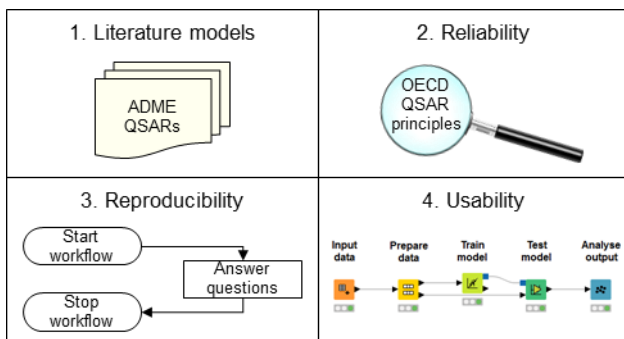 1. Literature models
ADME
QSARs
2. Reliability
OECD
QSAR
principles
3. Reproducibility
Start
workflow
Answer
questions
Stop
workflow
4. Usability
Input
data
Prepare
data
Train
model
Test
model
Analyse
output